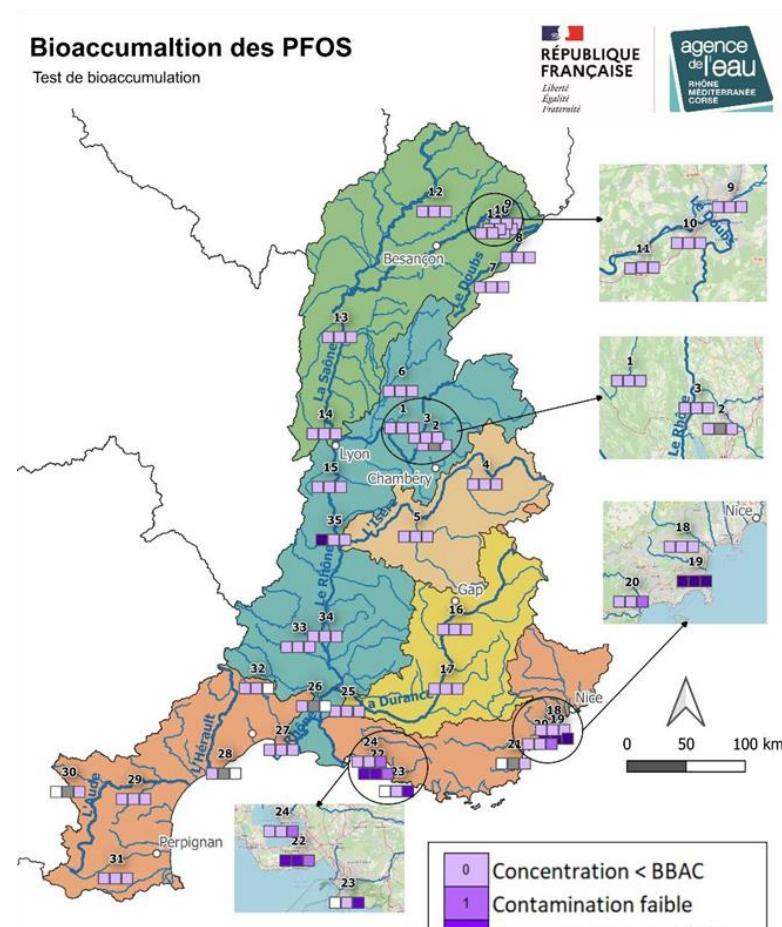 Bioaccumaltion des PFOS
Test de bioaccumulation
RÉPUBLIQUE
FRANÇAISE
Liberté
Égalité
Fraternité
agence
de l'eau
RHÔNE
MÉDITERRANÉE
CORSE
12
9
10
8
Besançon
7
Le Doubs
13
La Saône
6
1
3
2
14
Lyon
15
Chambéry
4
L'Isère
5
35
Le Rhône
Gap
16
34
33
17
32
26
25
La Durance
Nice
18
19
20
21
27
Rhône
L'Hérault
28
24
22
23
30
29
L'Aude
31
Perpignan
9
10
Le Doubs
11
1
3
2
Le Rhône
Nice
18
19
20
24
22
23
0 50 100 km
0 Concentration < BBAC
1 Contamination faible